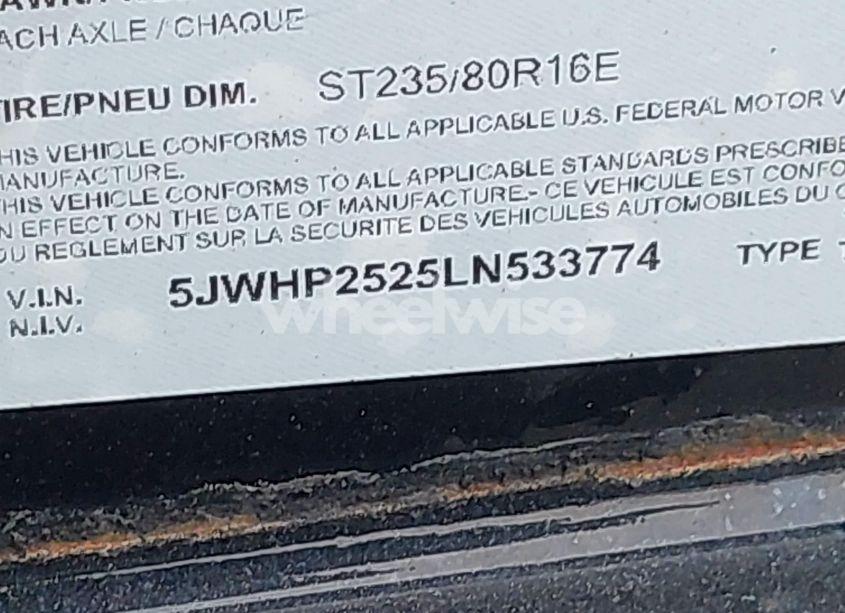 ACH AXLE / CHAQUE
TIRE/PNEU DIM. ST235/80R16E
THIS VEHICLE CONFORMS TO ALL APPLICABLE U.S. FEDERAL MOTOR V
MANUFACTURE.
THIS VEHICLE CONFORMS TO ALL APPLICABLE STANDARDS PRESCRIBE
IN EFFECT ON THE DATE OF MANUFACTURE.- CE VEHICULE EST CONFO
DU REGLEMENT SUR LA SECURITE DES VEHICULES AUTOMOBILES DU C
V.I.N. 5JWHP2525LN533774 TYPE T
N.I.V.
wheelwise